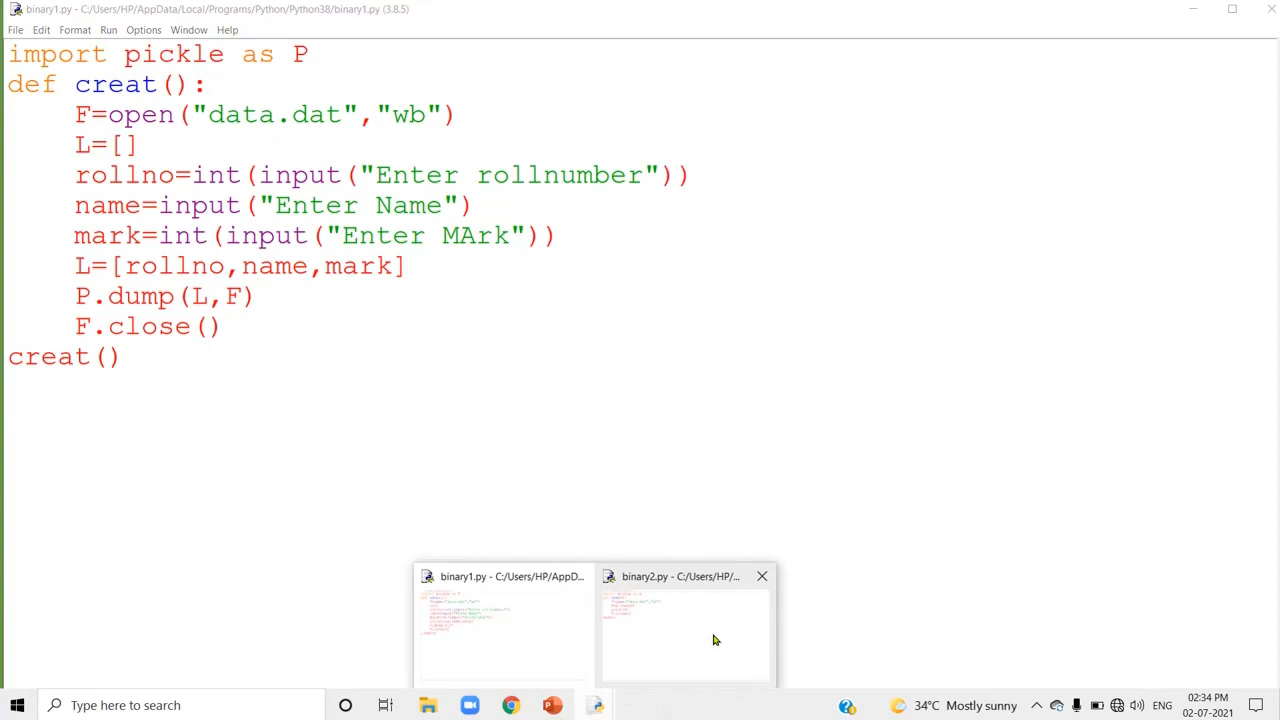 binary1.py - C:/Users/HP/AppData/Local/Programs/Python/Python38/binary1.py (3.8.5)
File Edit Format Run Options Window Help
import pickle as P
def creat():
    F=open("data.dat","wb")
    L=[]
    rollno=int(input("Enter rollnumber"))
    name=input("Enter Name")
    mark=int(input("Enter MArk"))
    L=[rollno,name,mark]
    P.dump(L,F)
    F.close()
creat()
binary1.py - C:/Users/HP/AppD... binary2.py - C:/Users/HP/...
Type here to search
34°C Mostly sunny
ENG
02:34 PM
02-07-2021